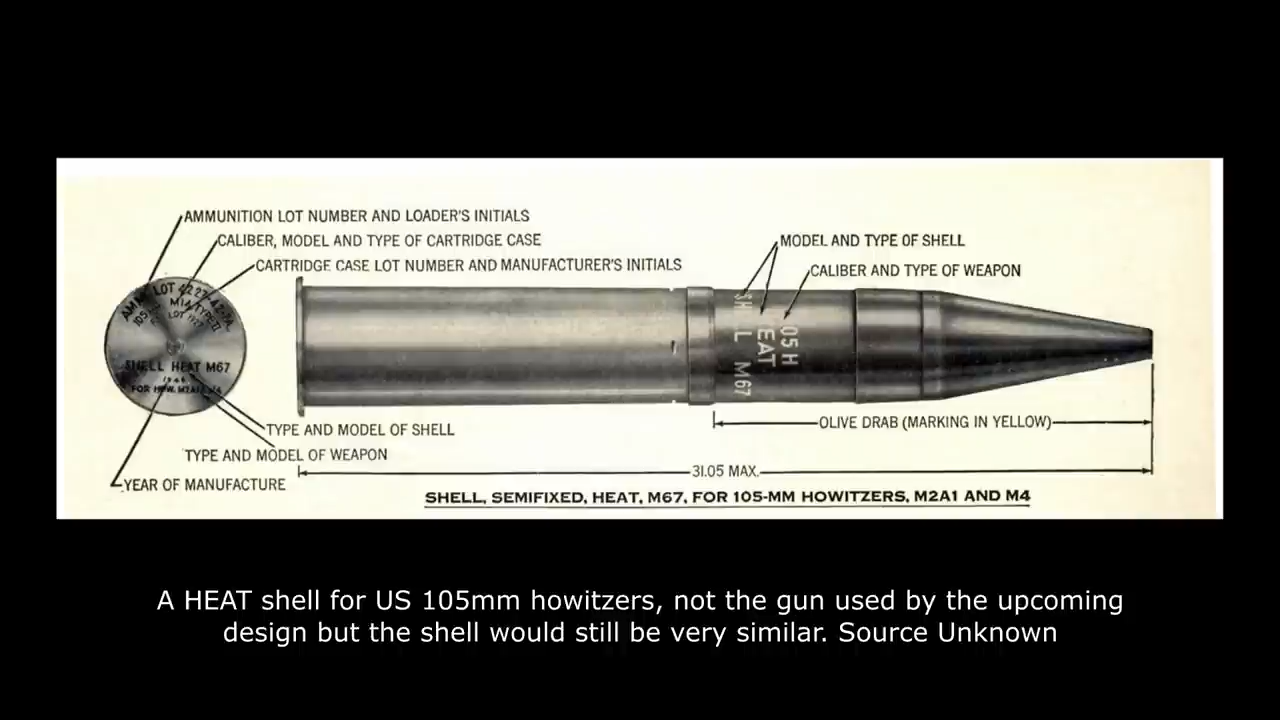 AMMUNITION LOT NUMBER AND LOADER'S INITIALS
CALIBER, MODEL AND TYPE OF CARTRIDGE CASE
CARTRIDGE CASE LOT NUMBER AND MANUFACTURER'S INITIALS
MODEL AND TYPE OF SHELL
CALIBER AND TYPE OF WEAPON
SHELL HEAT M67
05 H
EAT
M67
OLIVE DRAB (MARKING IN YELLOW)
TYPE AND MODEL OF SHELL
TYPE AND MODEL OF WEAPON
31.05 MAX.
YEAR OF MANUFACTURE
SHELL, SEMIFIXED, HEAT, M67, FOR 105-MM HOWITZERS, M2A1 AND M4
A HEAT shell for US 105mm howitzers, not the gun used by the upcoming
design but the shell would still be very similar. Source Unknown